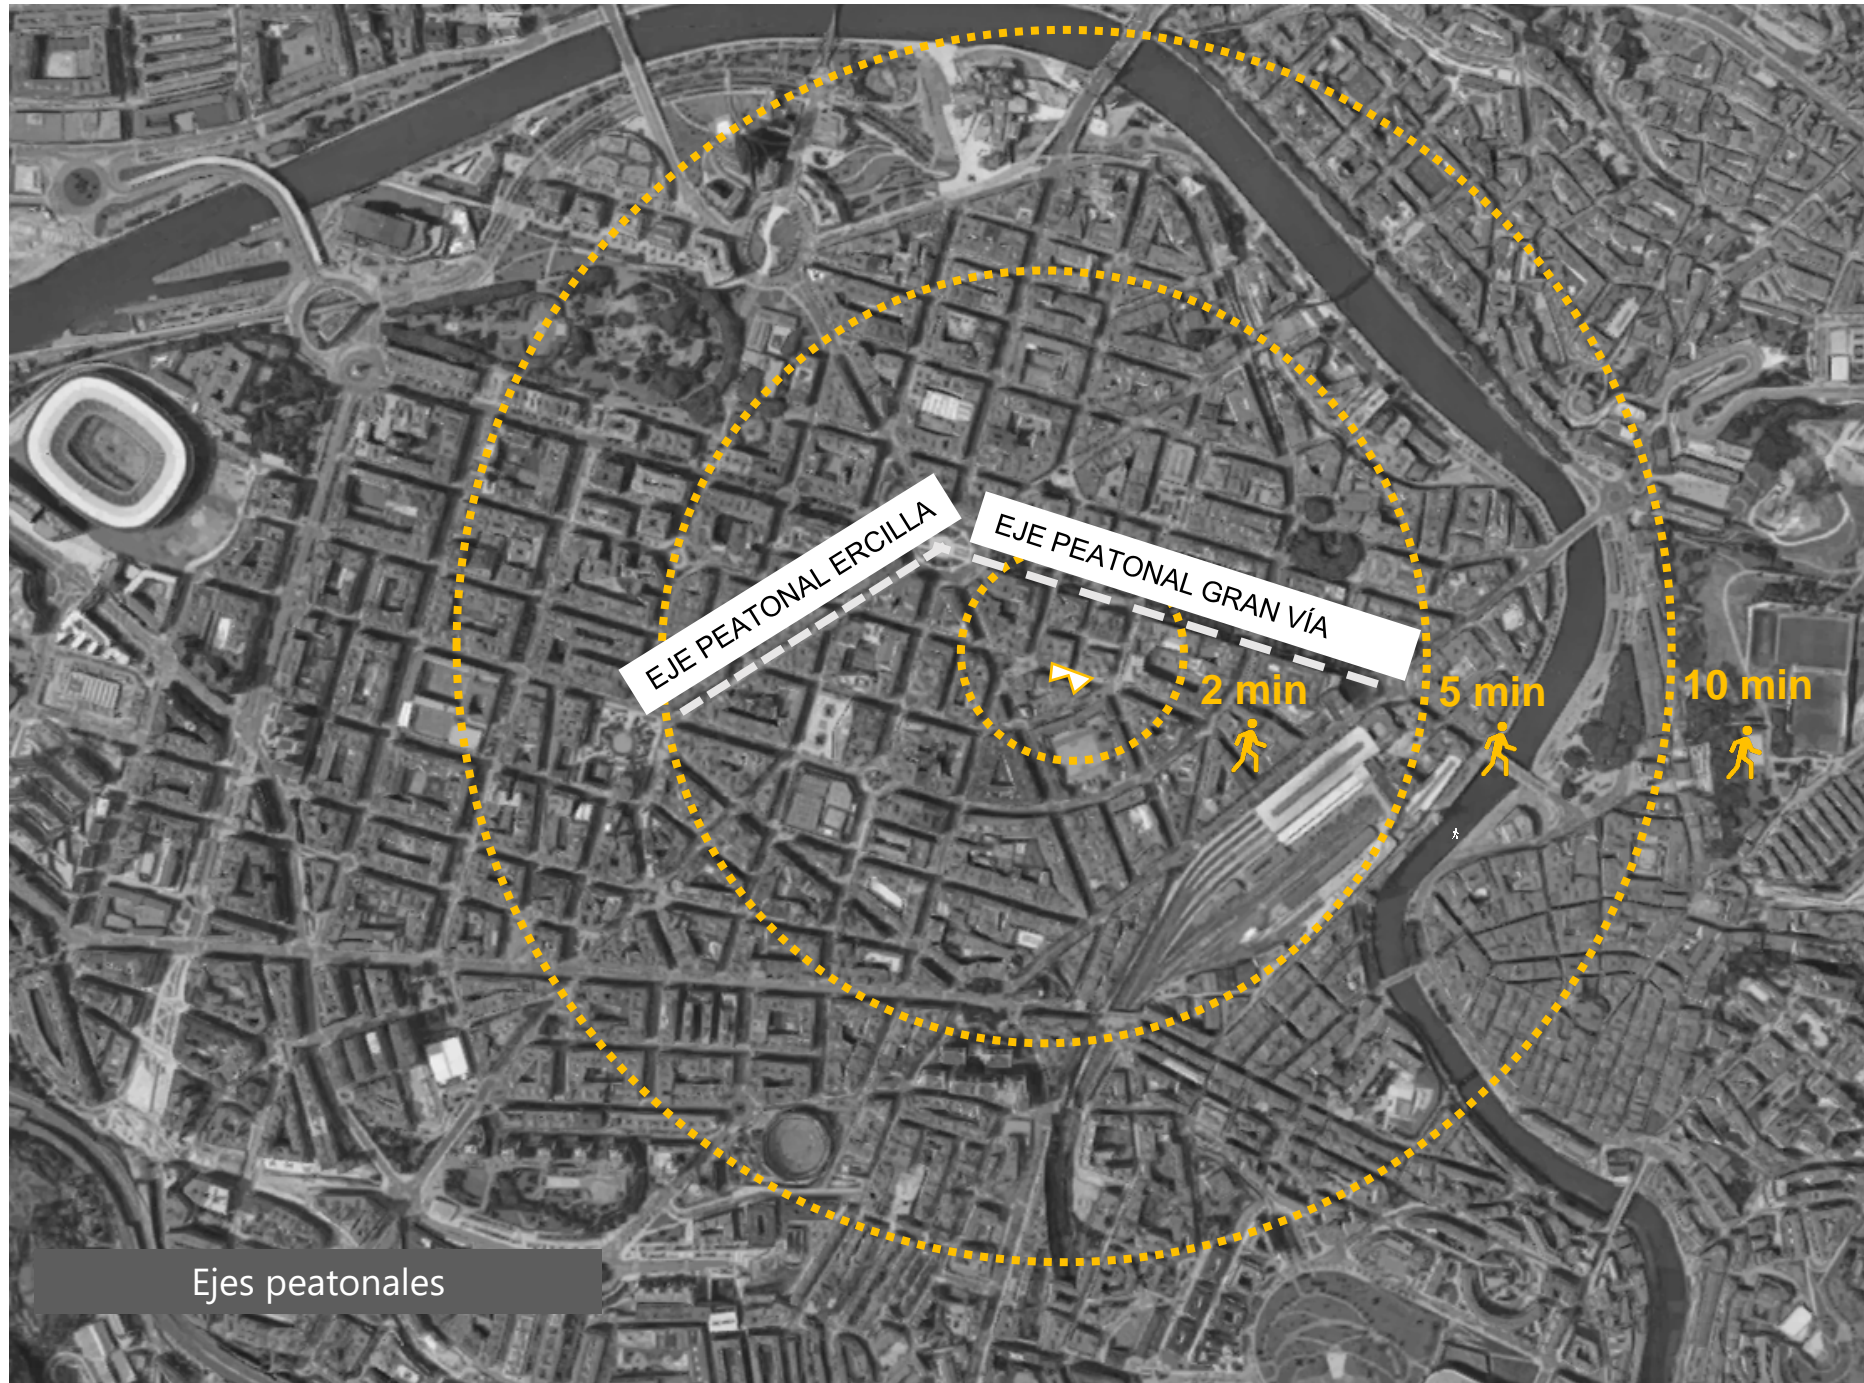 EJE PEATONAL ERCILLA
EJE PEATONAL GRAN VÍA
2 min
5 min
10 min
Ejes peatonales